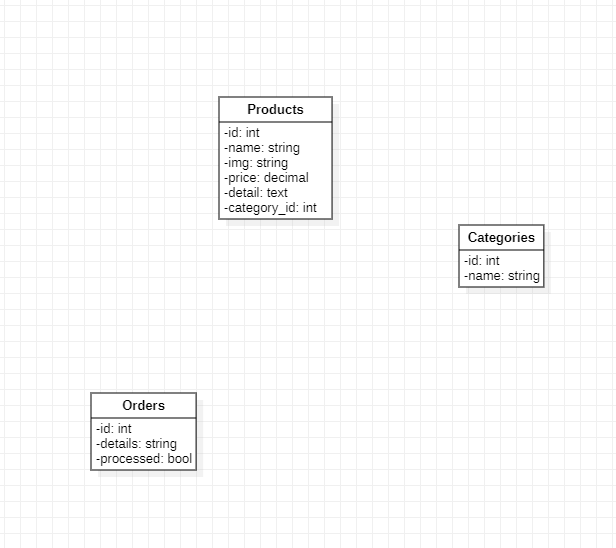 Products
-id: int
-name: string
-img: string
-price: decimal
-detail: text
-category_id: int
Categories
-id: int
-name: string
Orders
-id: int
-details: string
-processed: bool